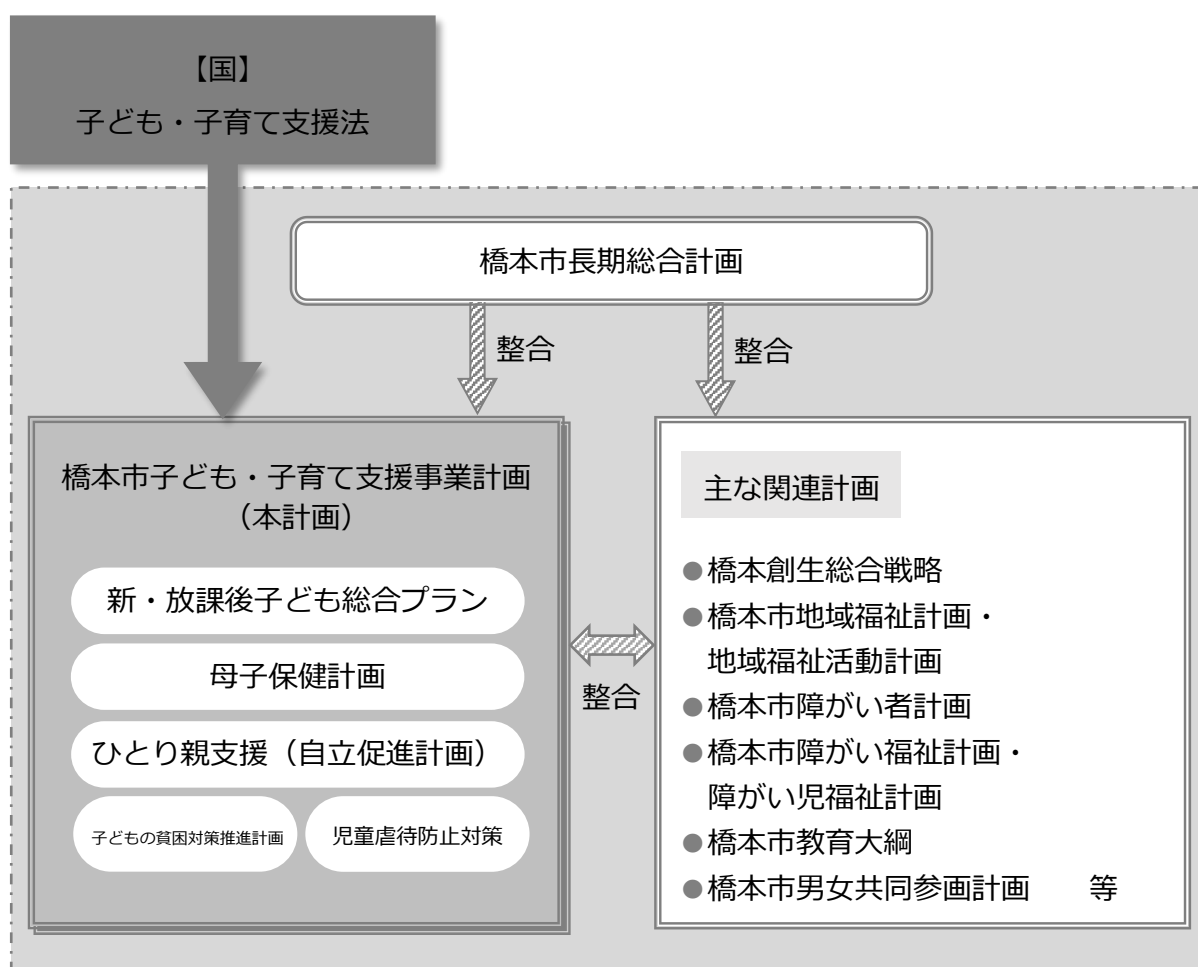 【国】
子ども・子育て支援法
橋本市長期総合計画
整合
整合
橋本市子ども・子育て支援事業計画
（本計画）
新・放課後子ども総合プラン
母子保健計画
ひとり親支援（自立促進計画）
子どもの貧困対策推進計画
児童虐待防止対策
整合
主な関連計画
●橋本創生総合戦略
●橋本市地域福祉計画・
地域福祉活動計画
●橋本市障がい者計画
●橋本市障がい福祉計画・
障がい児福祉計画
●橋本市教育大綱
●橋本市男女共同参画計画　　等